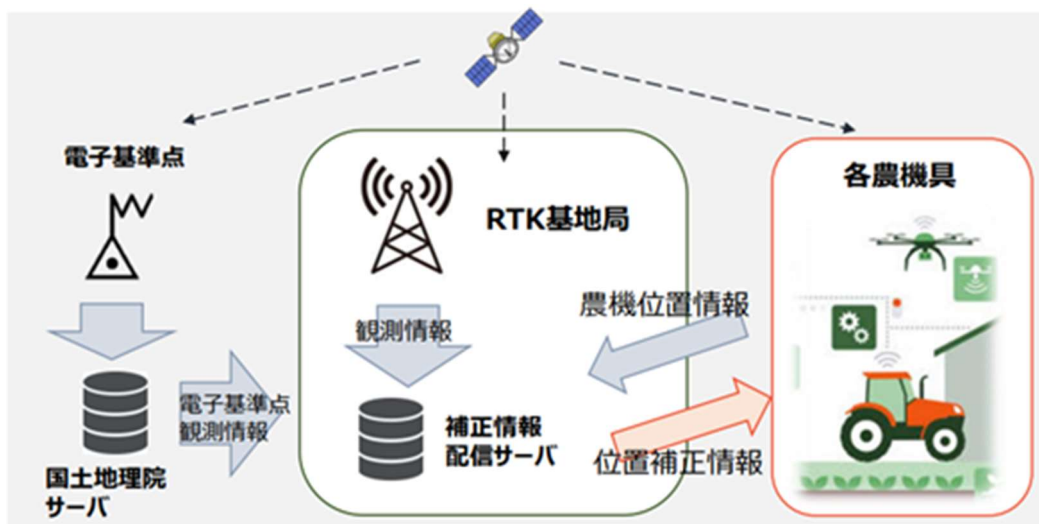 電子基準点
各農機具
RTK基地局
農機位置情報
観測情報
電子基準点
観測情報
補正情報
配信サーバ
位置補正情報
国土地理院
サーバ